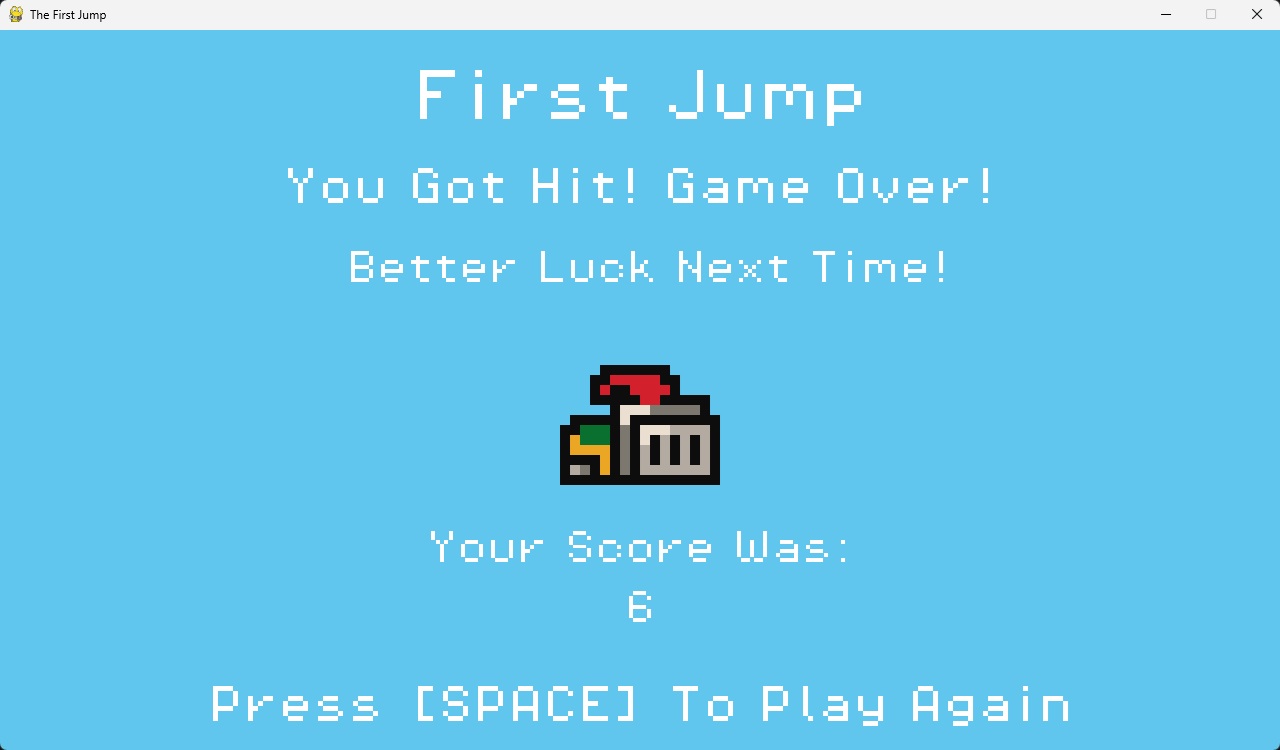 The First Jump
First Jump
You Got Hit! Game Over!
Better Luck Next Time!
Your Score Was:
6
Press [SPACE] To Play Again